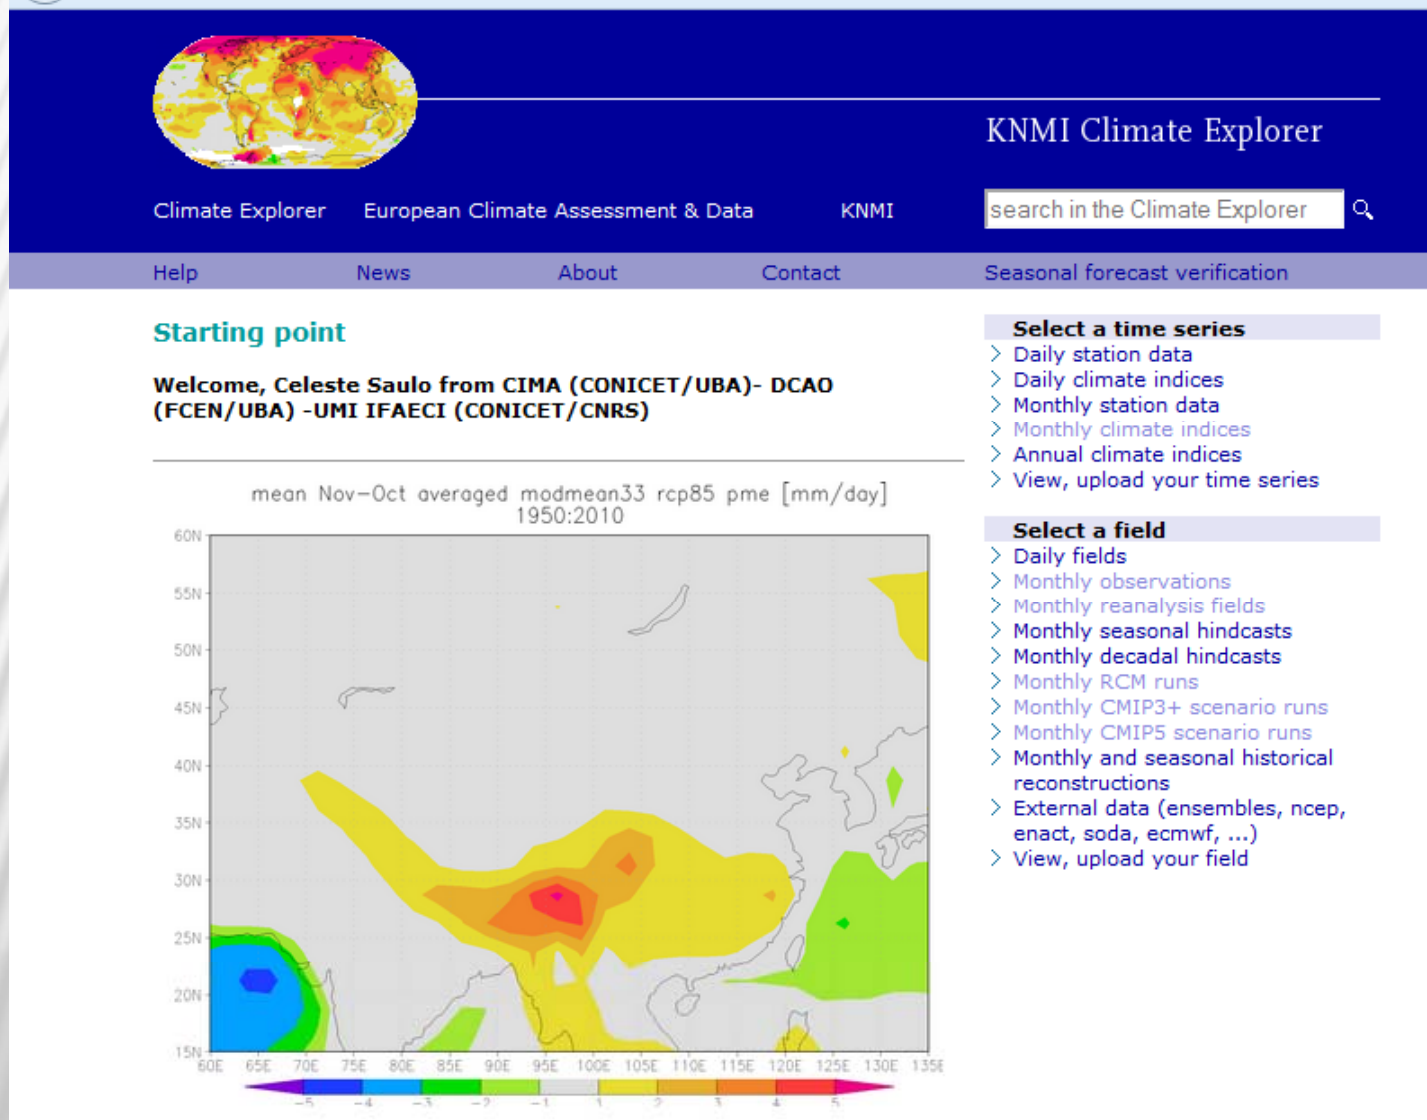 KNMI Climate Explorer
Climate Explorer European Climate Assessment & Data KNMI search in the Climate Explorer
Help News About Contact Seasonal forecast verification
Starting point
Welcome, Celeste Saulo from CIMA (CONICET/UBA)- DCAO
(FCEN/UBA) -UMI IFAECI (CONICET/CNRS)
mean Nov-Oct averaged modmean33 rcp85 pme [mm/day]
1950:2010
60N
55N
50N
45N
40N
35N
30N
25N
20N
15N
60E 65E 70E 75E 80E 85E 90E 95E 100E 105E 110E 115E 120E 125E 130E 135E
-5 -4 -3 -2 -1 1 2 3 4 5
Select a time series
> Daily station data
> Daily climate indices
> Monthly station data
> Monthly climate indices
> Annual climate indices
> View, upload your time series
Select a field
> Daily fields
> Monthly observations
> Monthly reanalysis fields
> Monthly seasonal hindcasts
> Monthly decadal hindcasts
> Monthly RCM runs
> Monthly CMIP3+ scenario runs
> Monthly CMIP5 scenario runs
> Monthly and seasonal historical
reconstructions
> External data (ensembles, ncep,
enact, soda, ecmwf, ...)
> View, upload your field